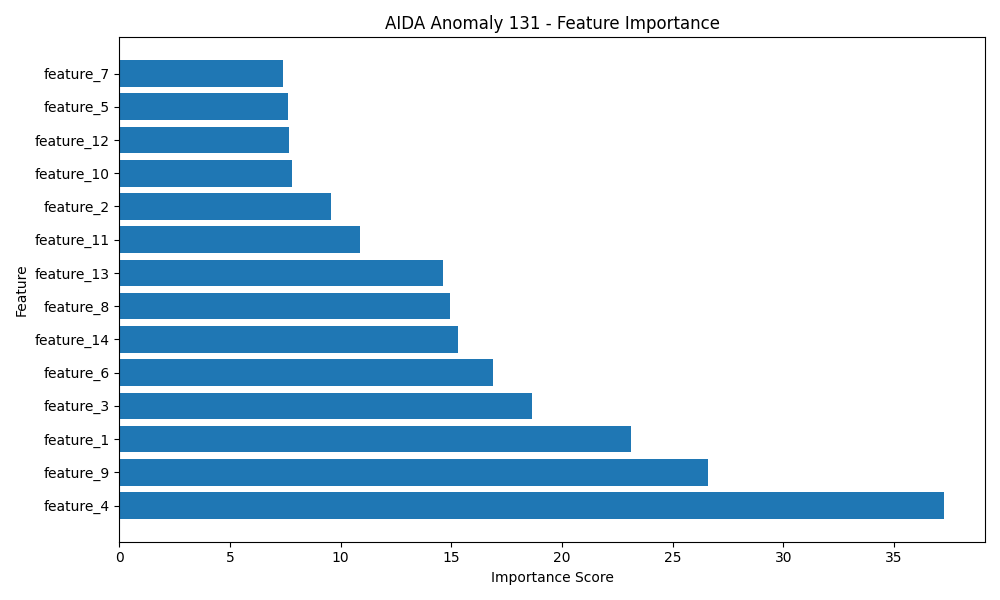 AIDA Anomaly 131 - Feature Importance
feature_7
feature_5
feature_12
feature_10
feature_2
feature_11
feature_13
feature_8
feature_14
feature_6
feature_3
feature_1
feature_9
feature_4
Feature
0 5 10 15 20 25 30 35
Importance Score